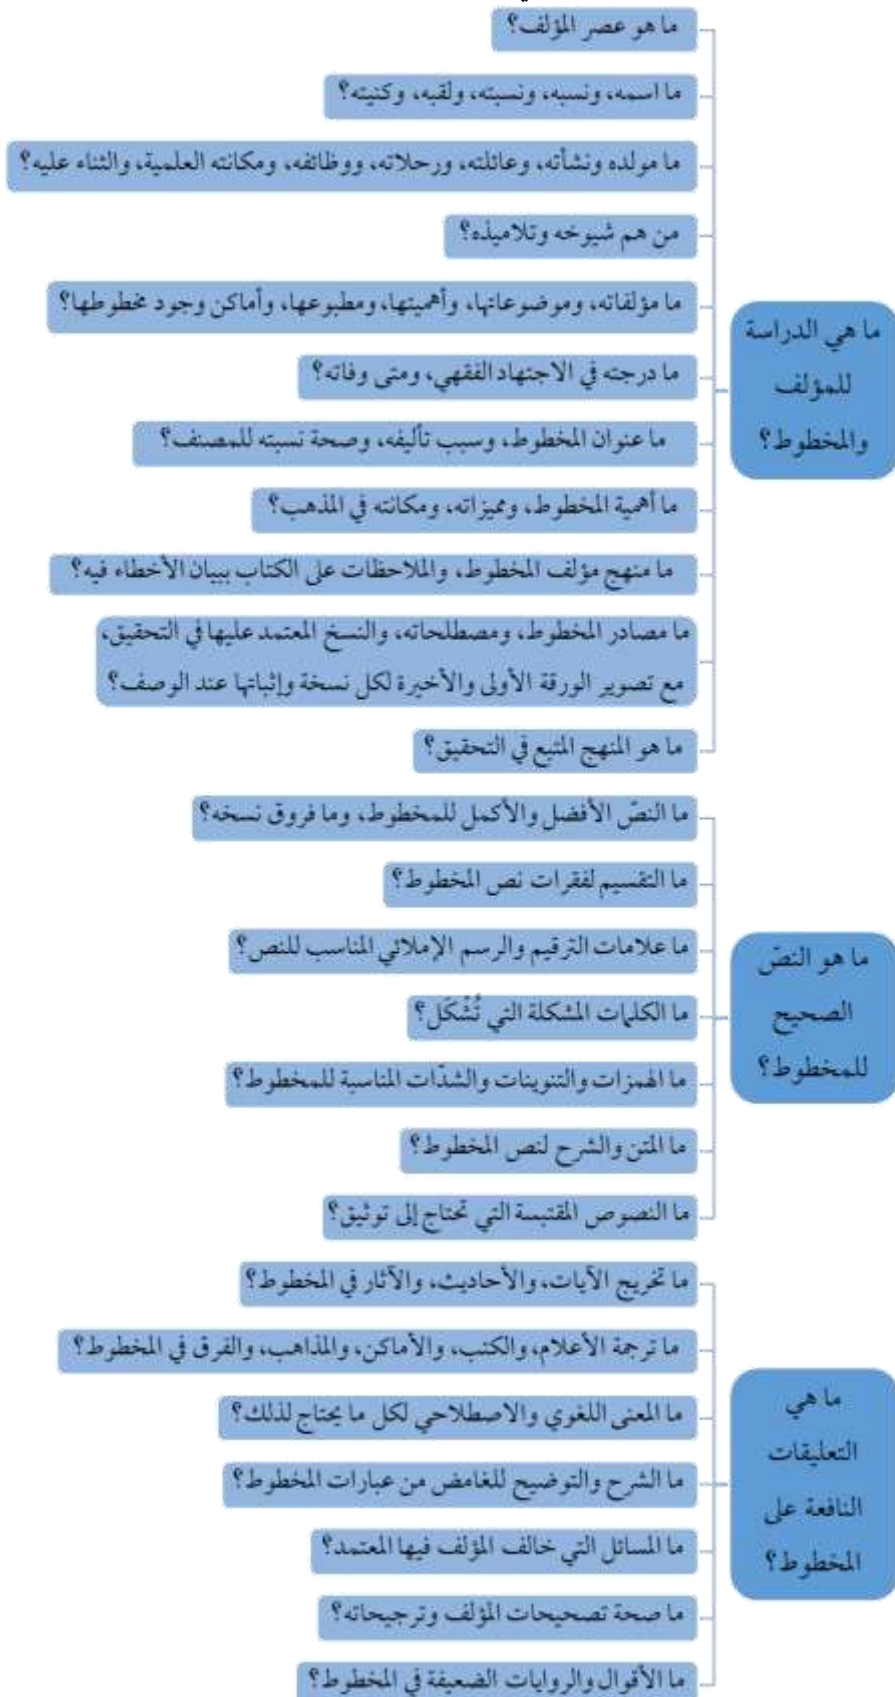 ما هي الدراسة
للمؤلف
والمخطوط؟
ما هو عصر المؤلف؟
ما اسمه، ونسبه، ونسبته، ولقبه، وكنيته؟
ما مولده ونشأته، وعائلته، ورحلاته، ووظائفه، ومكانته العلمية، والثناء عليه؟
من هم شيوخه وتلاميذه؟
ما مؤلفاته، وموضوعاتها، وأهميتها، ومطبوعها، وأماكن وجود مخطوطها؟
ما درجته في الاجتهاد الفقهي، ومتى وفاته؟
ما عنوان المخطوط، وسبب تأليفه، وصحة نسبته للمصنف؟
ما أهمية المخطوط، ومميزاته، ومكانته في المذهب؟
ما منهج مؤلف المخطوط، والملاحظات على الكتاب ببيان الأخطاء فيه؟
ما مصادر المخطوط، ومصطلحاته، والنسخ المعتمد عليها في التحقيق،
مع تصوير الورقة الأولى والأخيرة لكل نسخة وإثباتها عند الوصف؟
ما هو المنهج المتبع في التحقيق؟
ما هو النصّ
الصحيح
للمخطوط؟
ما النصّ الأفضل والأكمل للمخطوط، وما فروق نسخه؟
ما التقسيم لفقرات نص المخطوط؟
ما علامات الترقيم والرسم الإملائي المناسب للنص؟
ما الكلمات المشكلة التي تُشْكَل؟
ما الهمزات والتنوينات والشدّات المناسبة للمخطوط؟
ما المتن والشرح لنص المخطوط؟
ما النصوص المقتبسة التي تحتاج إلى توثيق؟
ما هي
التعليقات
النافعة على
المخطوط؟
ما تخريج الآيات، والأحاديث، والآثار في المخطوط؟
ما ترجمة الأعلام، والكتب، والأماكن، والمذاهب، والفرق في المخطوط؟
ما المعنى اللغوي والاصطلاحي لكل ما يحتاج لذلك؟
ما الشرح والتوضيح للغامض من عبارات المخطوط؟
ما المسائل التي خالف المؤلف فيها المعتمد؟
ما صحة تصحيحات المؤلف وترجيحاته؟
ما الأقوال والروايات الضعيفة في المخطوط؟